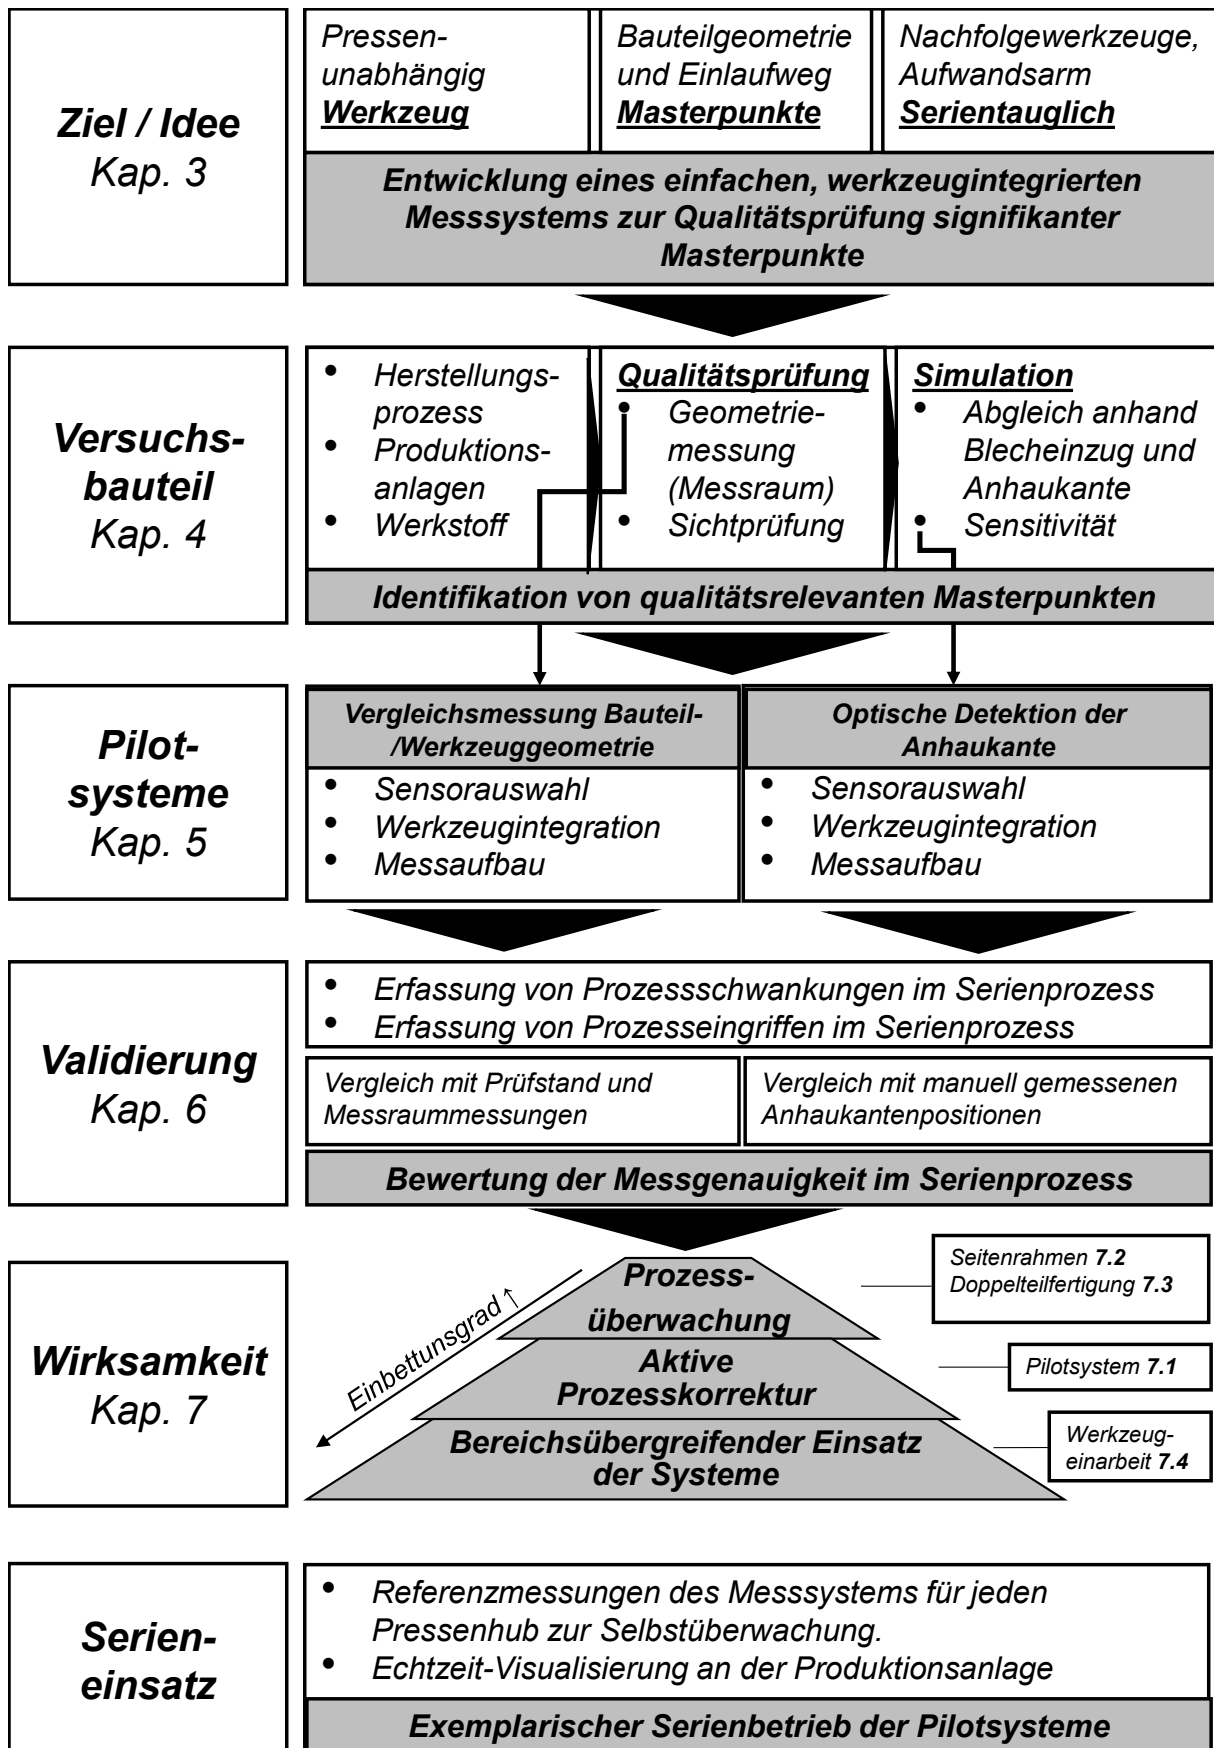 Ziel / Idee
Kap. 3
Pressen-
unabhängig
Werkzeug
Bauteilgeometrie
und Einlaufweg
Masterpunkte
Nachfolgewerkzeuge,
Aufwandsarm
Serientauglich
Entwicklung eines einfachen, werkzeugintegrierten
Messsystems zur Qualitätsprüfung signifikanter
Masterpunkte
Versuchs-
bauteil
Kap. 4
• Herstellungs-
prozess
• Produktions-
anlagen
• Werkstoff
Qualitätsprüfung
• Geometrie-
messung
(Messraum)
• Sichtprüfung
Simulation
• Abgleich anhand
Blecheinzug und
Anhaukante
• Sensitivität
Identifikation von qualitätsrelevanten Masterpunkten
Pilot-
systeme
Kap. 5
Vergleichsmessung Bauteil-
/Werkzeuggeometrie
• Sensorauswahl
• Werkzeugintegration
• Messaufbau
Optische Detektion der
Anhaukante
• Sensorauswahl
• Werkzeugintegration
• Messaufbau
Validierung
Kap. 6
• Erfassung von Prozessschwankungen im Serienprozess
• Erfassung von Prozesseingriffen im Serienprozess
Vergleich mit Prüfstand und
Messraummessungen
Vergleich mit manuell gemessenen
Anhaukantenpositionen
Bewertung der Messgenauigkeit im Serienprozess
Wirksamkeit
Kap. 7
Einbettunsgrad ↑
Prozess-
überwachung
Aktive
Prozesskorrektur
Bereichsübergreifender Einsatz
der Systeme
Seitenrahmen 7.2
Doppelteilfertigung 7.3
Pilotsystem 7.1
Werkzeug-
einarbeit 7.4
Serien-
einsatz
• Referenzmessungen des Messsystems für jeden
Pressenhub zur Selbstüberwachung.
• Echtzeit-Visualisierung an der Produktionsanlage
Exemplarischer Serienbetrieb der Pilotsysteme